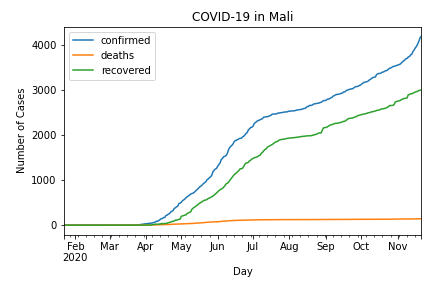 COVID-19 in Mali
confirmed
deaths
recovered
Number of Cases
4000
3000
2000
1000
0
Feb Mar Apr May Jun Jul Aug Sep Oct Nov
2020
Day